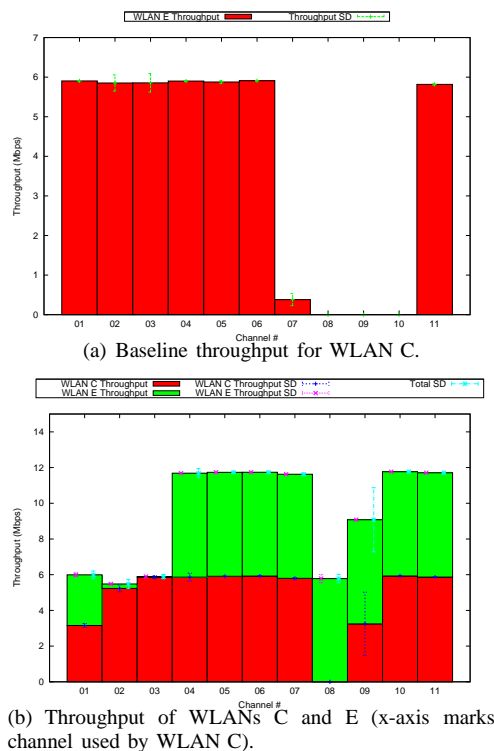 WLAN E Throughput Throughput SD
7
6
5
4
3
2
1
0
Throughput (Mbps)
01 02 03 04 05 06 07 08 09 10 11
Channel #
(a) Baseline throughput for WLAN C.
WLAN C Throughput WLAN C Throughput SD Total SD
WLAN E Throughput WLAN E Throughput SD
14
12
10
8
6
4
2
0
Throughput (Mbps)
01 02 03 04 05 06 07 08 09 10 11
Channel #
(b) Throughput of WLANs C and E (x-axis marks
channel used by WLAN C).